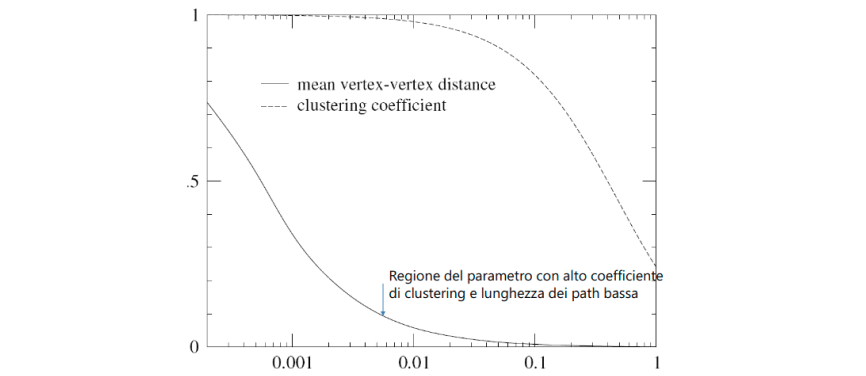 1
mean vertex-vertex distance
clustering coefficient
.5
Regione del parametro con alto coefficiente
di clustering e lunghezza dei path bassa
0
0.001 0.01 0.1 1